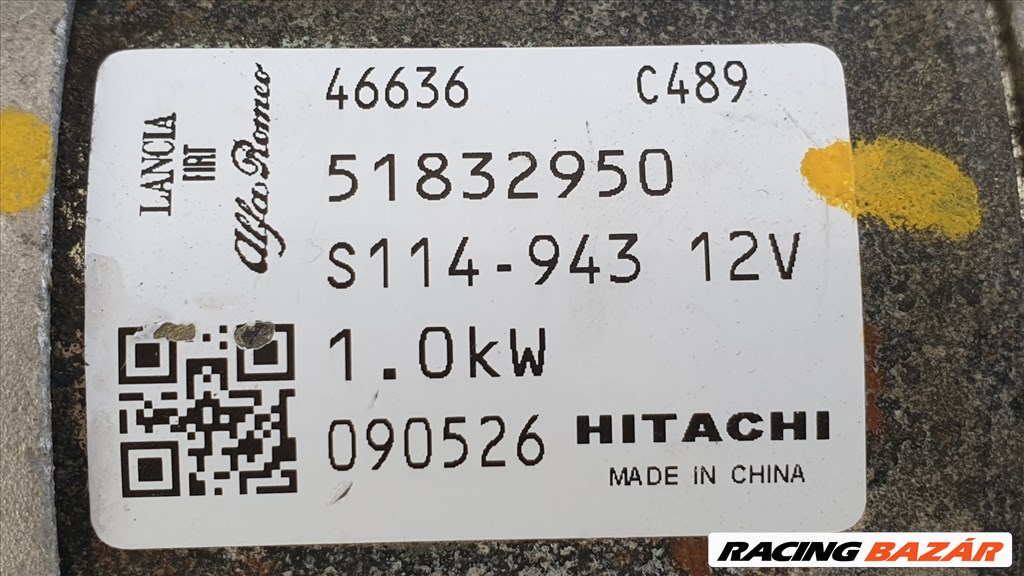 LANCIA
FIAT
Alfa Romeo
46636 C489
51832950
S114-943 12V
1.0kW
090526 HITACHI
MADE IN CHINA
RACING BAZÁR